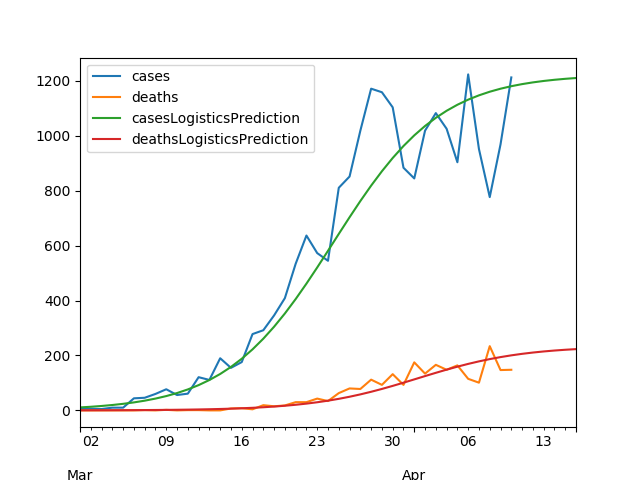 cases
deaths
casesLogisticsPrediction
deathsLogisticsPrediction
1200
1000
800
600
400
200
0
02 09 16 23 30 06 13
Mar Apr